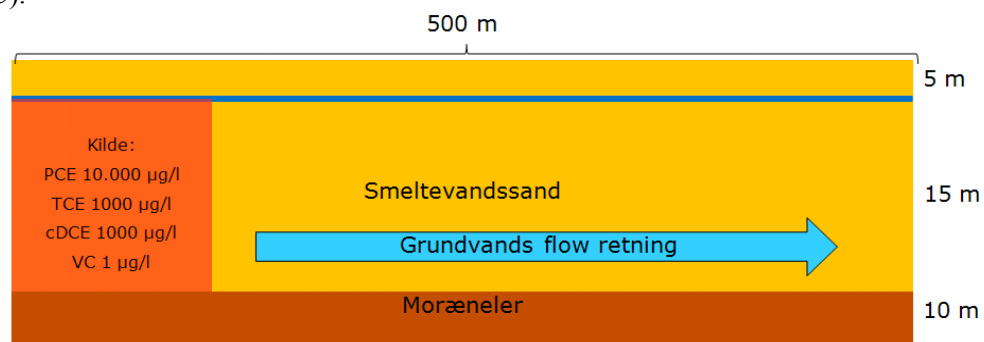 ).
500 m
5 m
Kilde:
PCE 10.000 µg/l
TCE 1000 µg/l
cDCE 1000 µg/l
VC 1 µg/l
Smeltevandssand
15 m
Grundvands flow retning
Moræneler
10 m